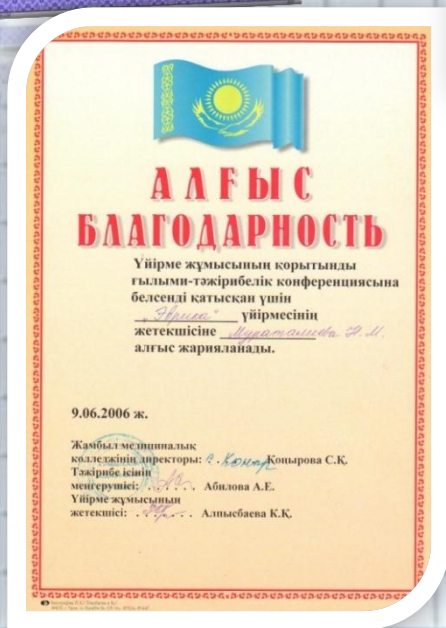 АЛҒЫС
БЛАГОДАРНОСТЬ
Үйірме жұмысының қорытынды
ғылыми-тәжірибелік конференциясына
белсенді қатысқан үшін
„Эврика" үйірмесінің
жетекшісіне Мураталиева Н.М.
алғыс жарияланады.
9.06.2006 ж.
Жамбыл медициналық
колледжінің директоры: . . . . . . Қоңырова С.Қ.
Тәжірибе ісінің
меңгерушісі: . . . . . . Абилова А.Е.
Үйірме жұмысының
жетекшісі: . . . . . . Алпысбаева К.Қ.